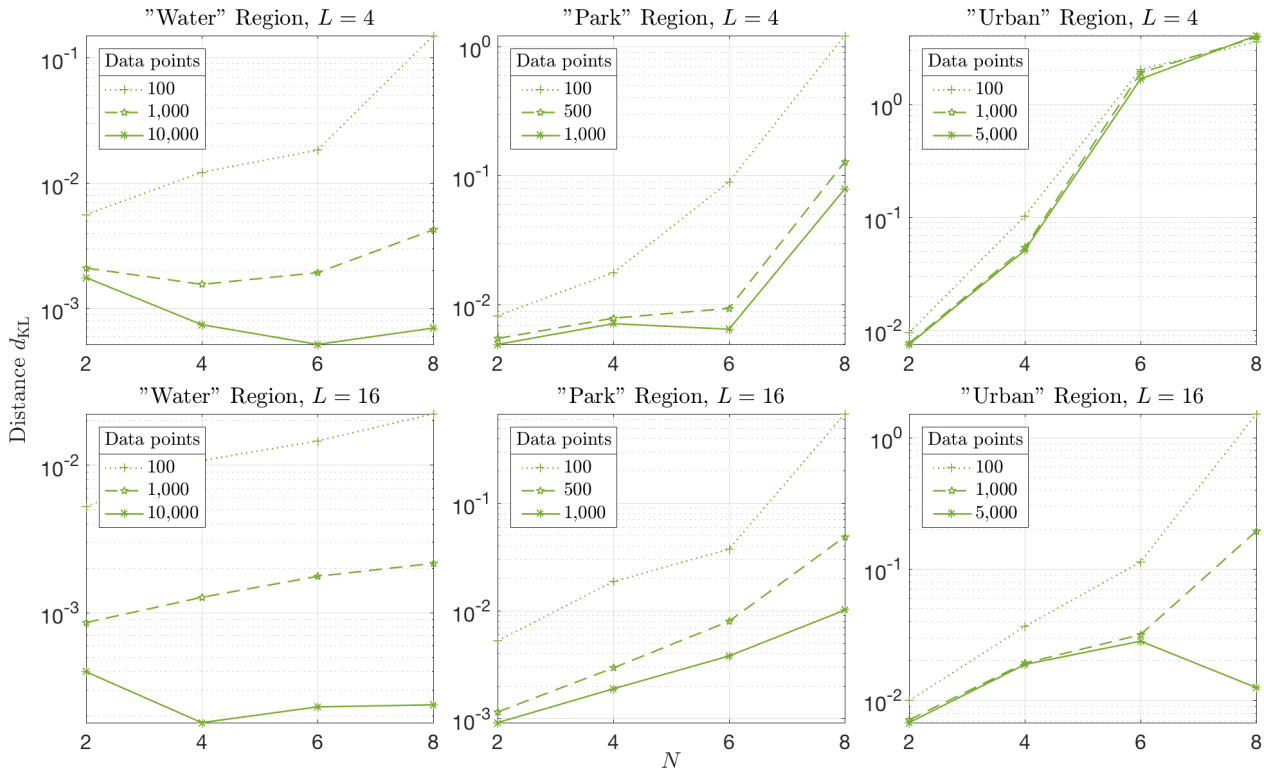 "Water" Region, L = 4
10^-1
10^-2
10^-3
Data points
100
1,000
10,000
2 4 6 8
"Park" Region, L = 4
10^0
10^-1
10^-2
Data points
100
500
1,000
2 4 6 8
"Urban" Region, L = 4
10^0
10^-1
10^-2
Data points
100
1,000
5,000
2 4 6 8
Distance d_KL
"Water" Region, L = 16
10^-2
10^-3
Data points
100
1,000
10,000
2 4 6 8
"Park" Region, L = 16
10^-1
10^-2
10^-3
Data points
100
500
1,000
2 4 6 8
N
"Urban" Region, L = 16
10^0
10^-1
10^-2
Data points
100
1,000
5,000
2 4 6 8